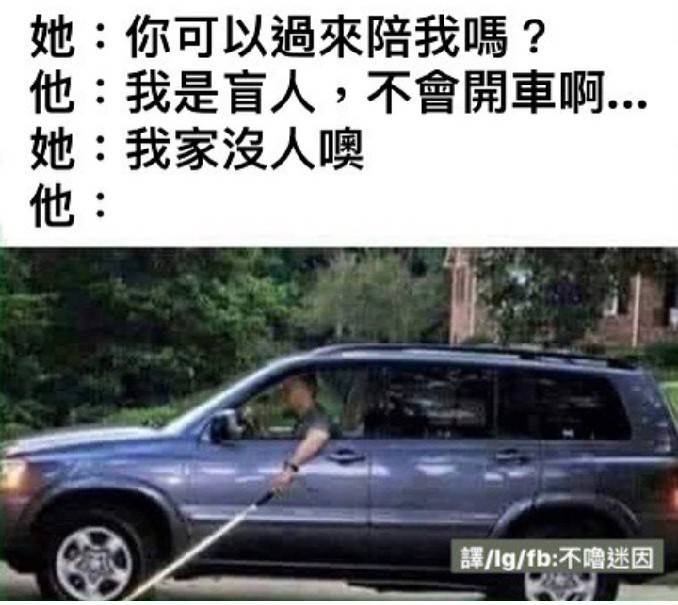 她：你可以過來陪我嗎？
他：我是盲人，不會開車啊...
她：我家沒人噢
他：
譯/Ig/fb:不嚕迷因